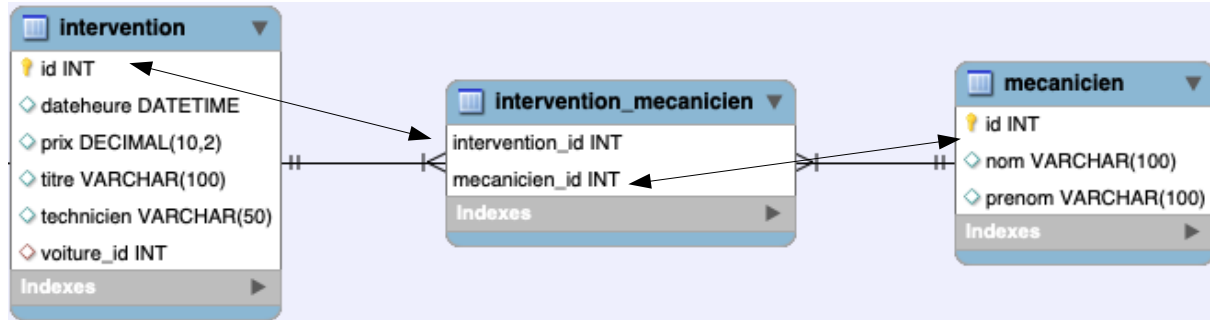 intervention
id INT
dateheure DATETIME
prix DECIMAL(10,2)
titre VARCHAR(100)
technicien VARCHAR(50)
voiture_id INT
Indexes
intervention_mecanicien
intervention_id INT
mecanicien_id INT
Indexes
mecanicien
id INT
nom VARCHAR(100)
prenom VARCHAR(100)
Indexes